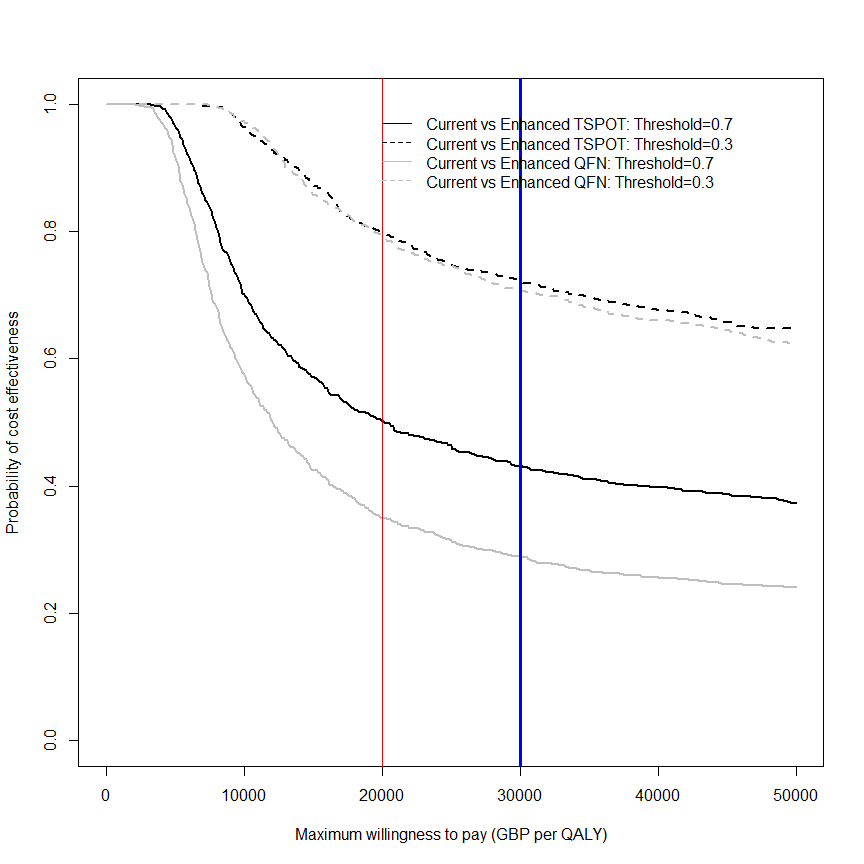 1.0
0.8
0.6
0.4
0.2
0.0
Probability of cost effectiveness
Current vs Enhanced TSPOT: Threshold=0.7
Current vs Enhanced TSPOT: Threshold=0.3
Current vs Enhanced QFN: Threshold=0.7
Current vs Enhanced QFN: Threshold=0.3
0 10000 20000 30000 40000 50000
Maximum willingness to pay (GBP per QALY)